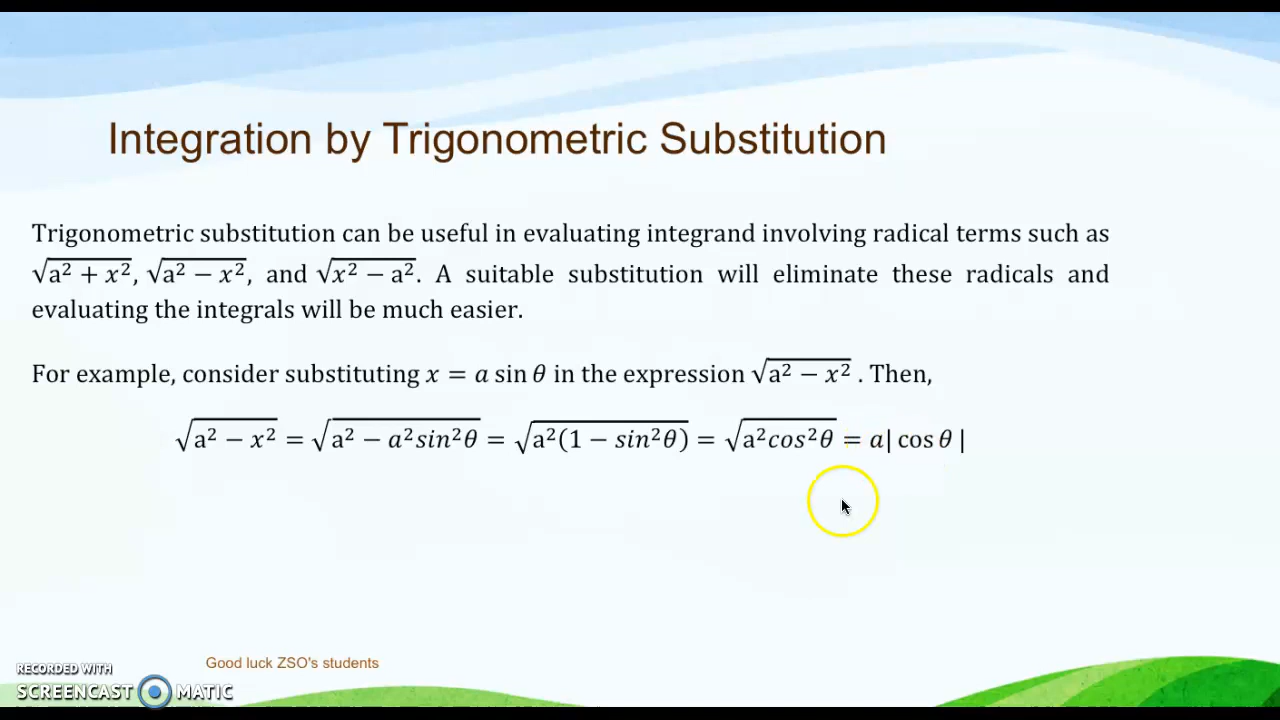 Integration by Trigonometric Substitution
Trigonometric substitution can be useful in evaluating integrand involving radical terms such as
√a² + x², √a² − x², and √x² − a². A suitable substitution will eliminate these radicals and
evaluating the integrals will be much easier.
For example, consider substituting x = a sin θ in the expression √a² − x² . Then,
√a² − x² = √a² − a²sin²θ = √a²(1 − sin²θ) = √a²cos²θ = a| cos θ |
Good luck ZSO's students
RECORDED WITH
SCREENCAST MATIC